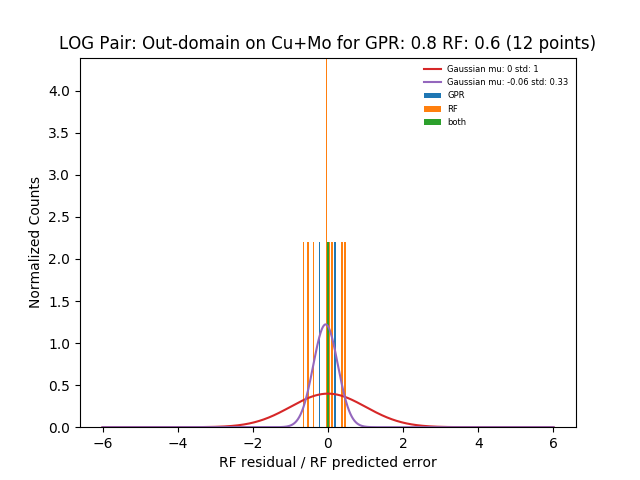 LOG Pair: Out-domain on Cu+Mo for GPR: 0.8 RF: 0.6 (12 points)
Gaussian mu: 0 std: 1
Gaussian mu: -0.06 std: 0.33
GPR
RF
both
Normalized Counts
4.0
3.5
3.0
2.5
2.0
1.5
1.0
0.5
0.0
−6 −4 −2 0 2 4 6
RF residual / RF predicted error